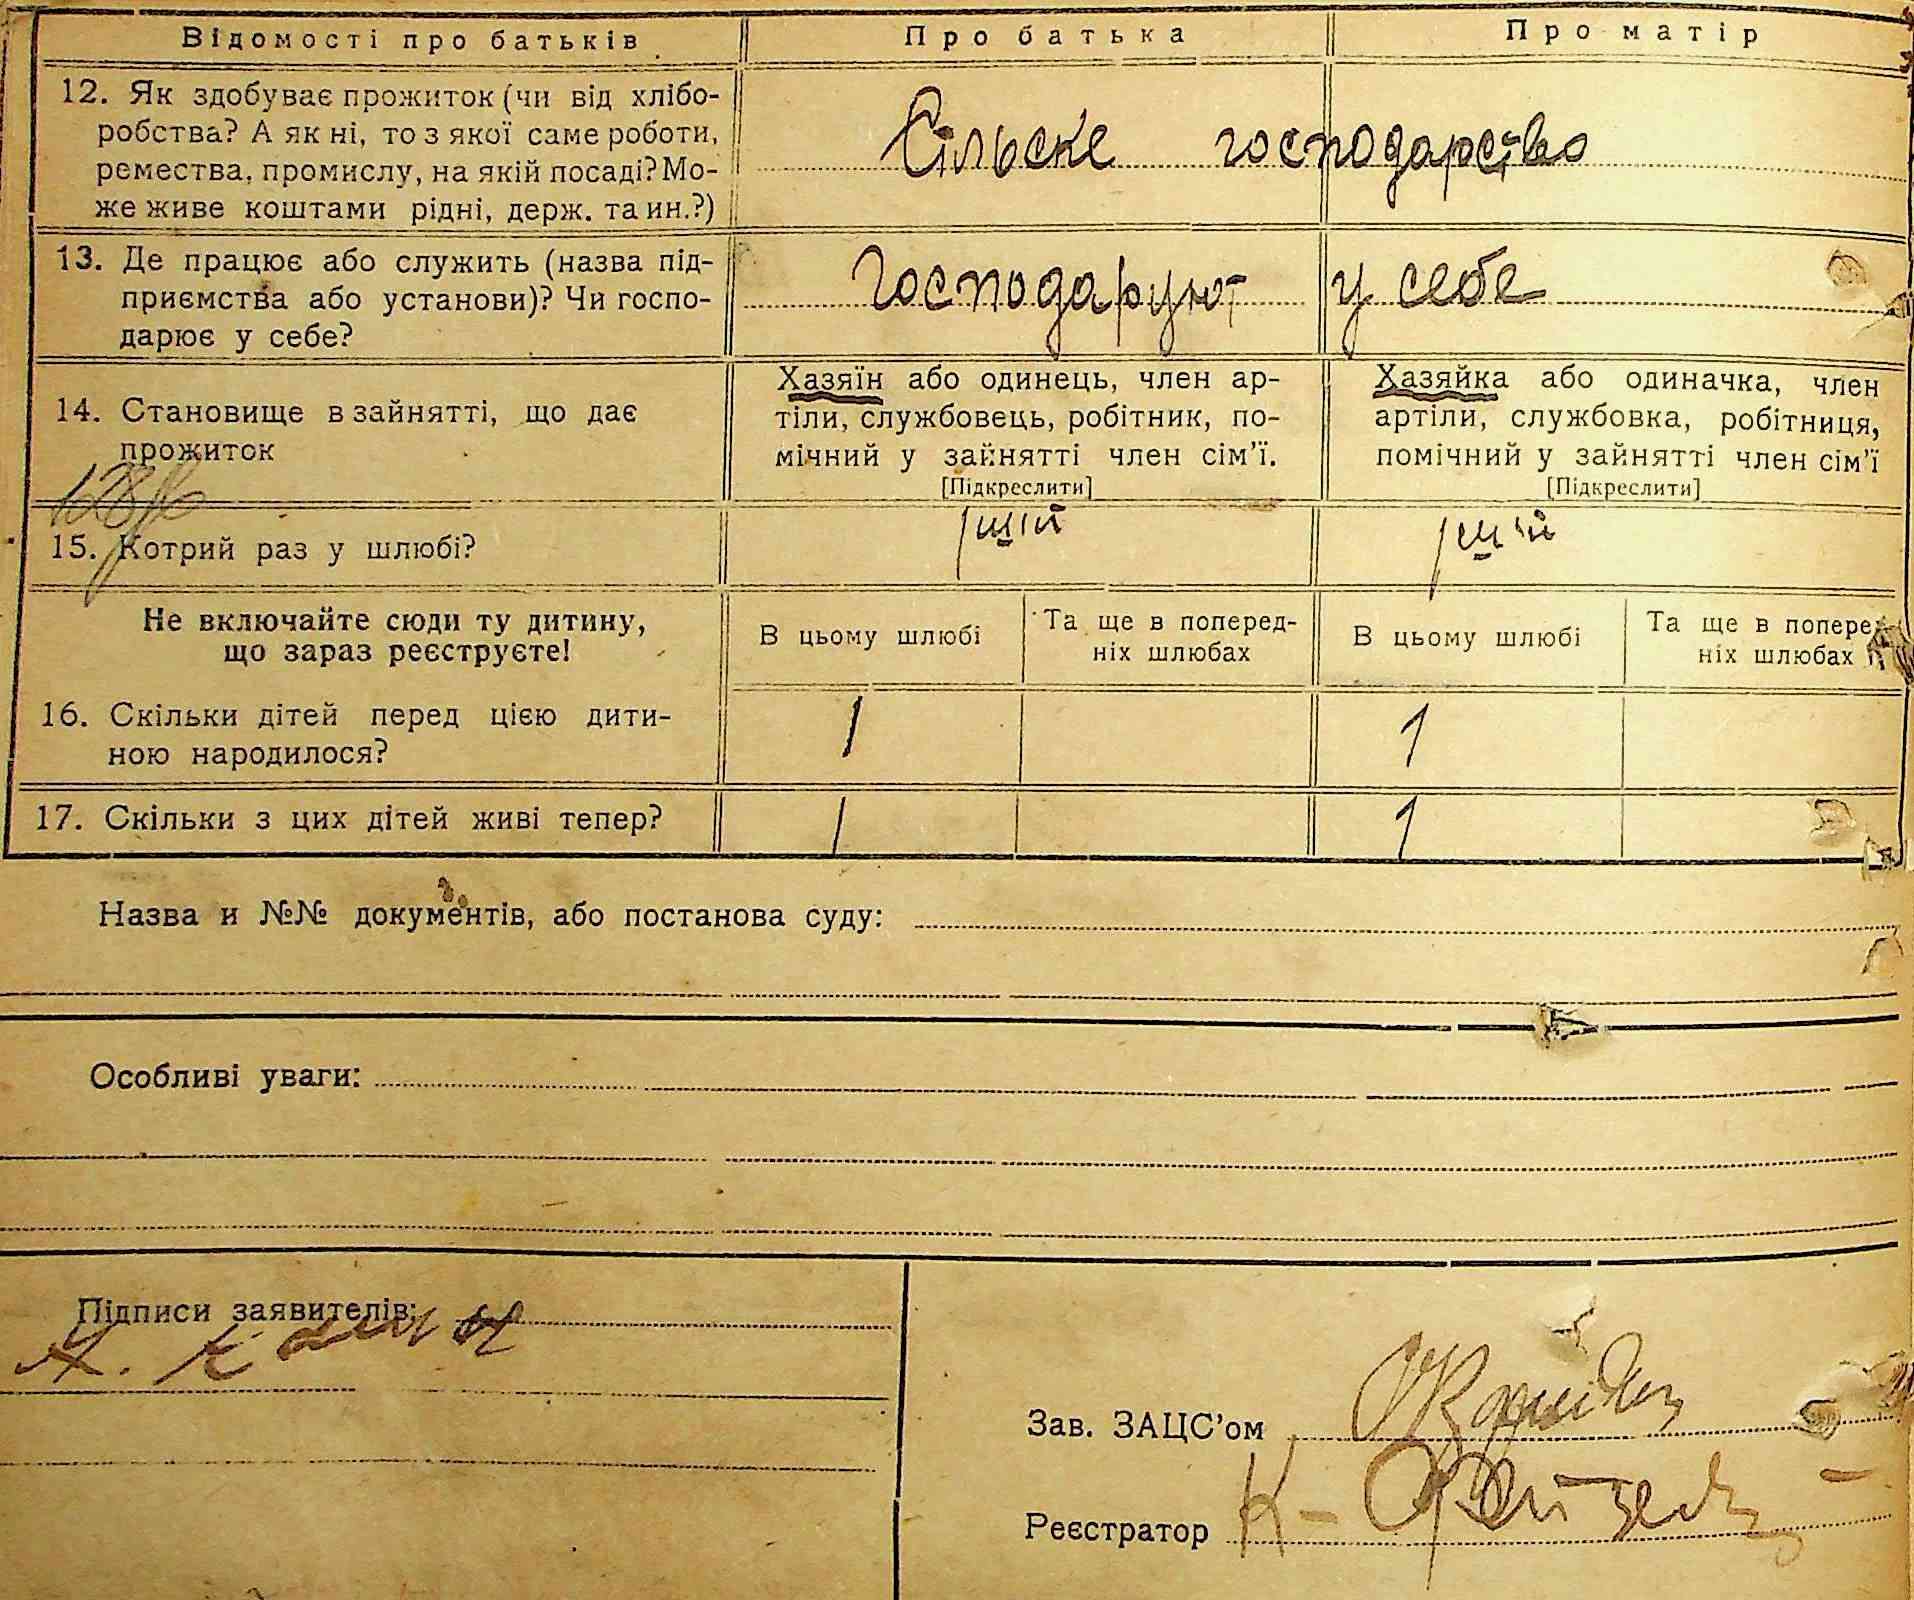 Відомості про батьків Про батька Про матір
12. Як здобуває прожиток (чи від хлібо-
робства? А як ні, то з якої саме роботи,
ремества, промислу, на якій посаді? Мо-
же живе коштами рідні, держ. та ин.?)
Сільске господарство
13. Де працює або служить (назва під-
приємства або установи)? Чи госпо-
дарює у себе?
Господаруют у себе
14. Становище в зайнятті, що дає
прожиток
Хазяїн або одинець, член ар-
тіли, службовець, робітник, по-
мічний у зайнятті член сім'ї.
[Підкреслити]
Хазяйка або одиначка, член
артіли, службовка, робітниця,
помічний у зайнятті член сім'ї
[Підкреслити]
15. Котрий раз у шлюбі?
Не включайте сюди ту дитину,
що зараз реєструєте!
В цьому шлюбі
Та ще в поперед-
ніх шлюбах
В цьому шлюбі
Та ще в поперед-
ніх шлюбах
16. Скільки дітей перед цією дити-
ною народилося?
1 1
17. Скільки з цих дітей живі тепер?
1 1
Назва и №№ документів, або постанова суду:
Особливі уваги:
Підписи заявителів:
Зав. ЗАЦС'ом
Реєстратор К-